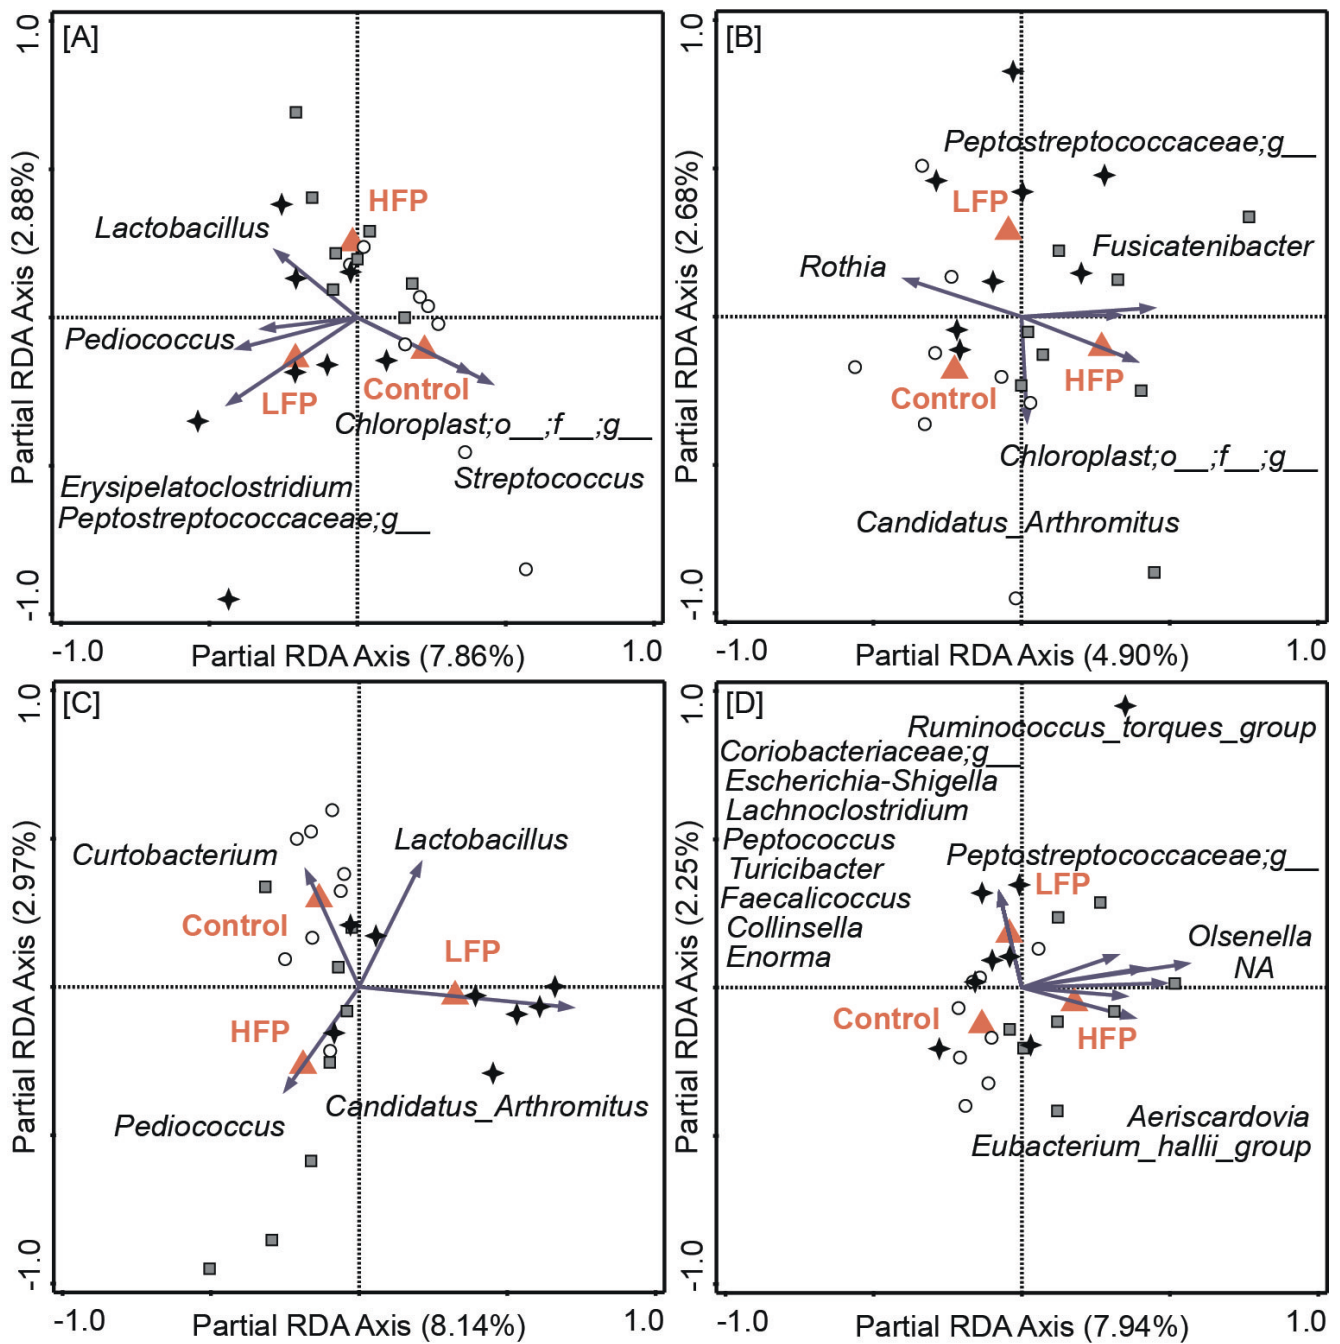 [A]
1.0
Partial RDA Axis (2.88%)
-1.0
HFP
Lactobacillus
Pediococcus
LFP
Control
Chloroplast;o__;f__;g__
Streptococcus
Erysipelatoclostridium
Peptostreptococcaceae;g__
-1.0
Partial RDA Axis (7.86%)
1.0
[B]
1.0
Partial RDA Axis (2.68%)
-1.0
Peptostreptococcaceae;g__
LFP
Fusicatenibacter
Rothia
Control
HFP
Chloroplast;o__;f__;g__
Candidatus_Arthromitus
-1.0
Partial RDA Axis (4.90%)
1.0
[C]
1.0
Partial RDA Axis (2.97%)
-1.0
Curtobacterium
Lactobacillus
Control
LFP
HFP
Candidatus_Arthromitus
Pediococcus
-1.0
Partial RDA Axis (8.14%)
1.0
[D]
1.0
Partial RDA Axis (2.25%)
-1.0
Ruminococcus_torques_group
Coriobacteriaceae;g__
Escherichia-Shigella
Lachnoclostridium
Peptococcus
Turicibacter
Faecalicoccus
Collinsella
Enorma
Peptostreptococcaceae;g__
LFP
Olsenella
NA
Control
HFP
Aeriscardovia
Eubacterium_hallii_group
-1.0
Partial RDA Axis (7.94%)
1.0